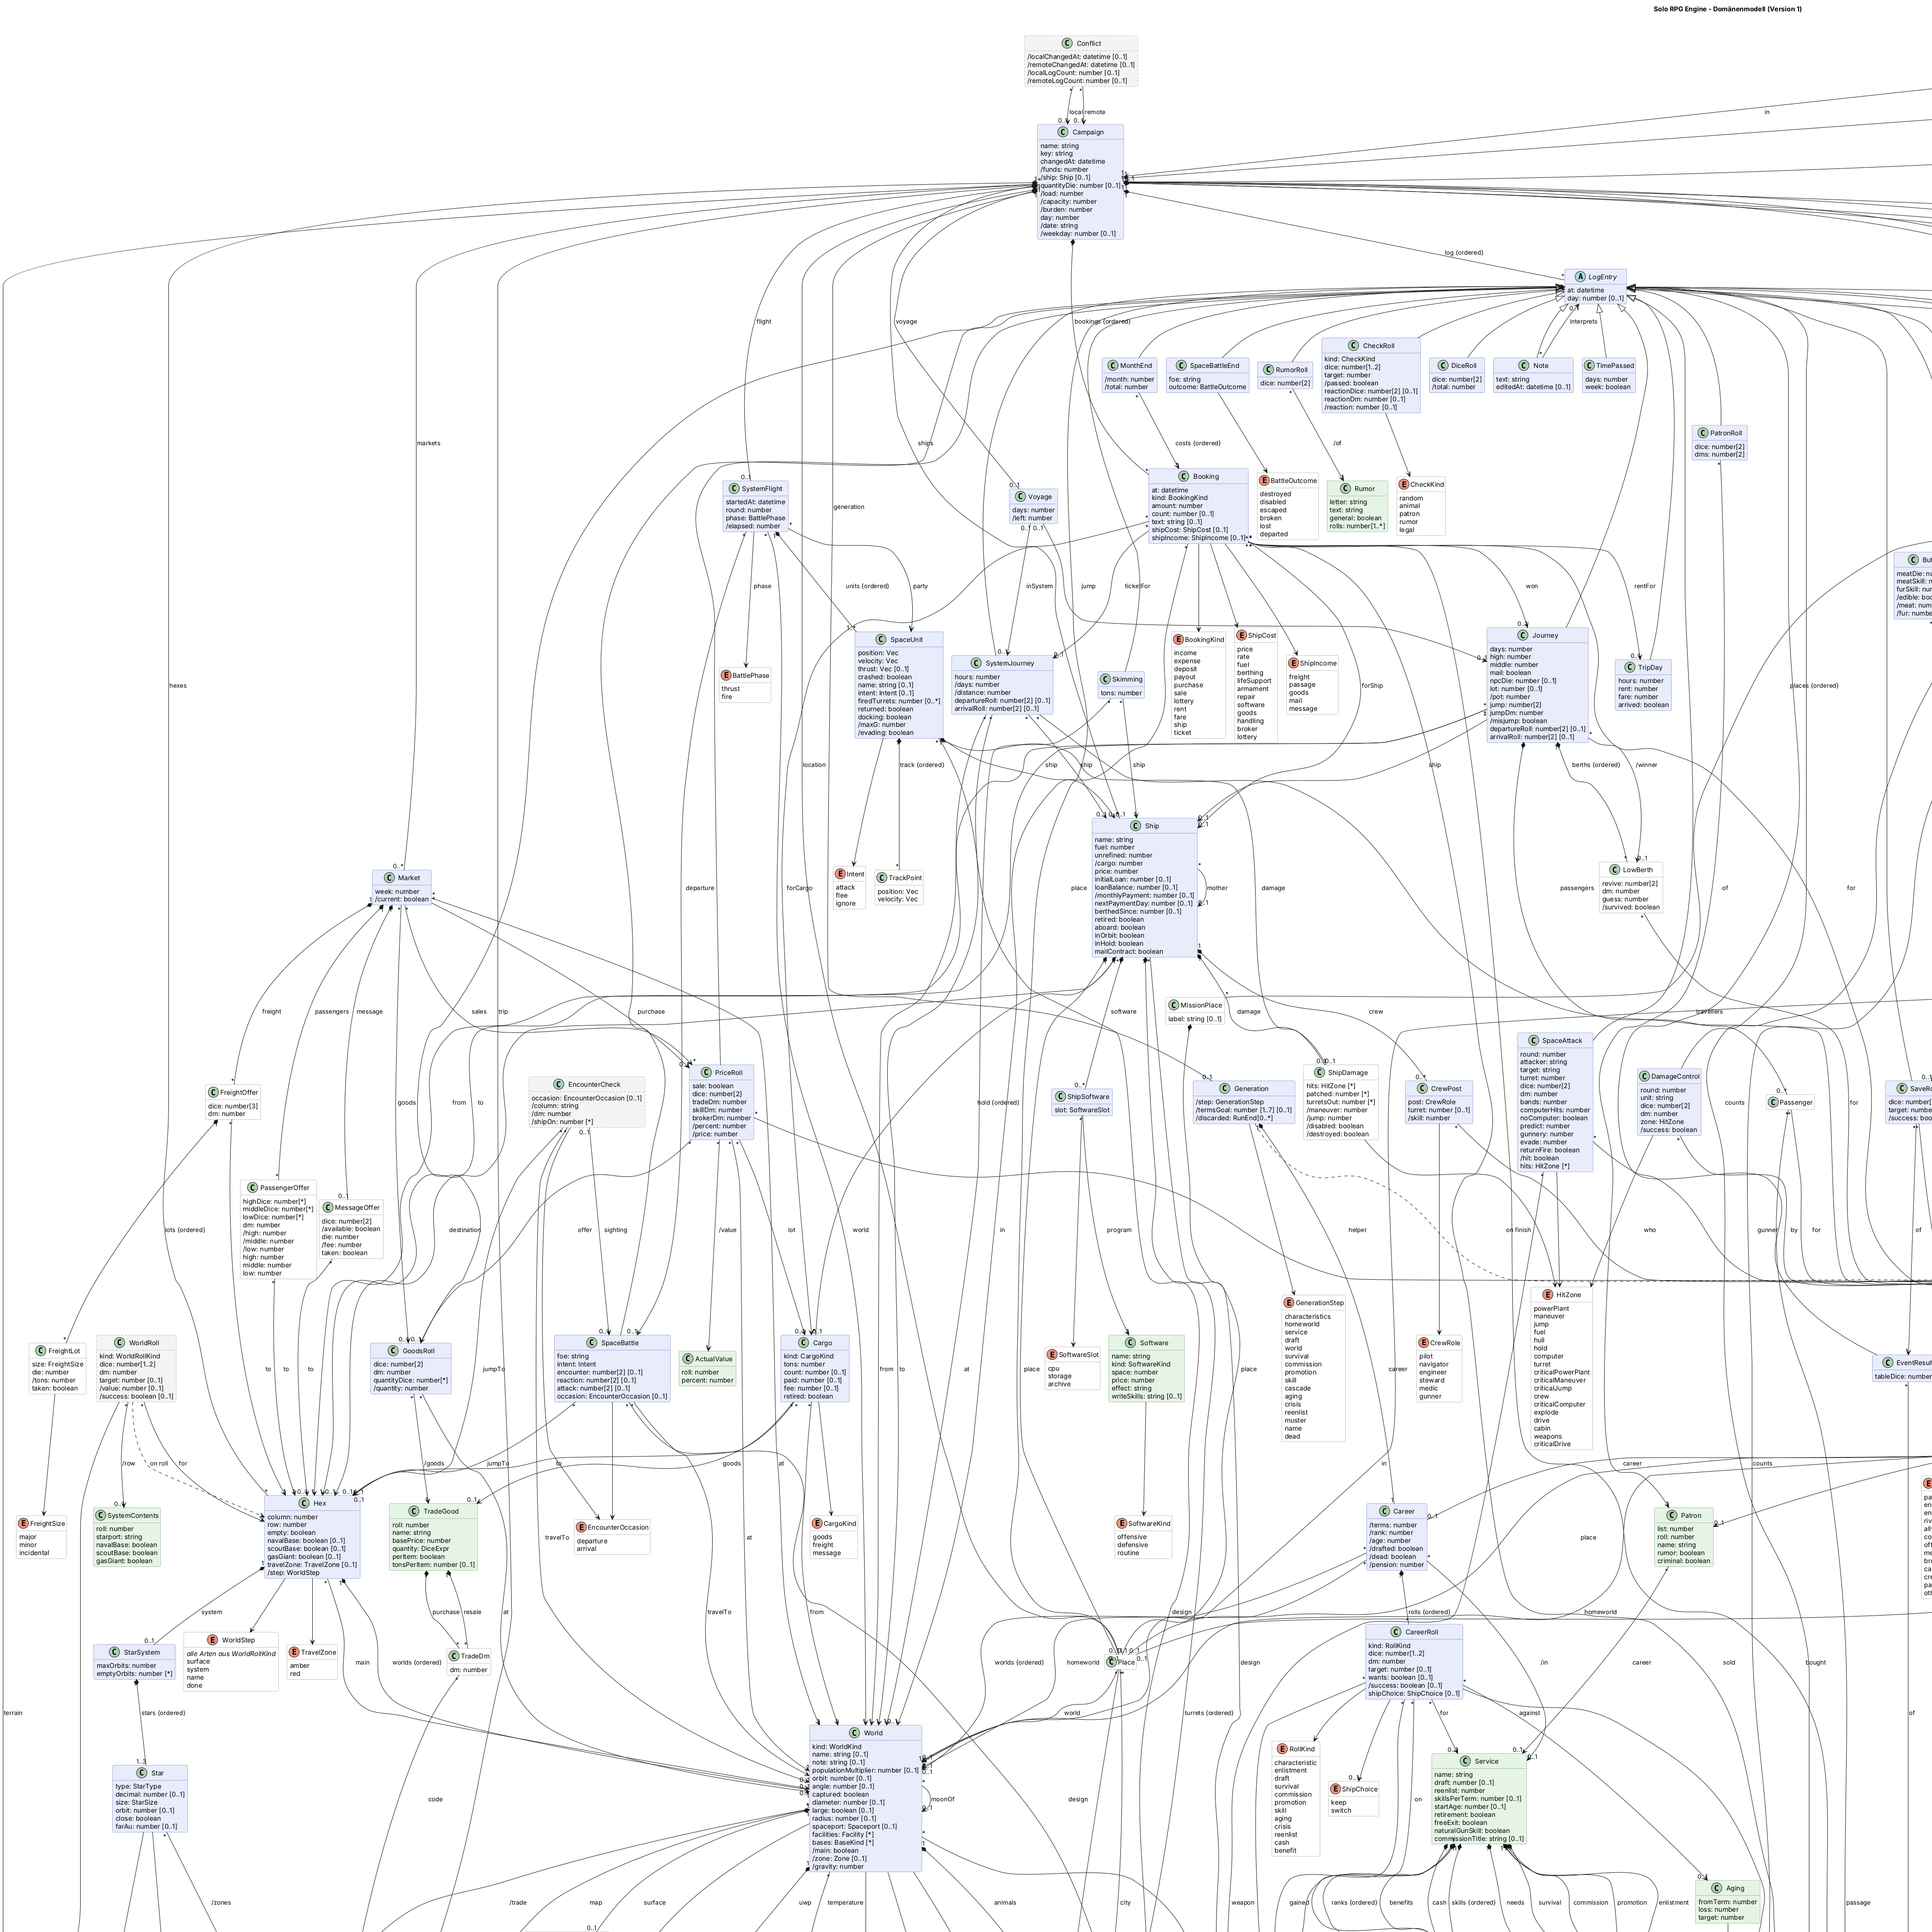 Solo RPG Engine - Domänenmodell (Version 1)
C Conflict
/localChangedAt: datetime [0..1]
/remoteChangedAt: datetime [0..1]
/localLogCount: number [0..1]
/remoteLogCount: number [0..1]
local
remote
in
C Campaign
name: string
key: string
changedAt: datetime
/funds: number
/ship: Ship [0..1]
quantityDie: number [0..1]
/load: number
/capacity: number
/burden: number
day: number
/date: string
/weekday: number [0..1]
log {ordered}
A LogEntry
at: datetime
day: number [0..1]
flight
voyage
bookings {ordered}
interprets
C MonthEnd
/month: number
/total: number
C SpaceBattleEnd
foe: string
outcome: BattleOutcome
C RumorRoll
dice: number[2]
C CheckRoll
kind: CheckKind
dice: number[1..2]
target: number
/passed: boolean
reactionDice: number[2] [0..1]
reactionDm: number [0..1]
/reaction: number [0..1]
C DiceRoll
dice: number[2]
/total: number
C Note
text: string
editedAt: datetime [0..1]
C TimePassed
days: number
week: boolean
C PatronRoll
dice: number[2]
dms: number[2]
markets
ships
costs {ordered}
/of
C SystemFlight
startedAt: datetime
round: number
phase: BattlePhase
/elapsed: number
C Voyage
days: number
/left: number
C Booking
at: datetime
kind: BookingKind
amount: number
count: number [0..1]
text: string [0..1]
shipCost: ShipCost [0..1]
shipIncome: ShipIncome [0..1]
E BattleOutcome
destroyed
disabled
escaped
broken
lost
departed
C Rumor
letter: string
text: string
general: boolean
rolls: number[1..*]
E CheckKind
random
animal
patron
rumor
legal
generation
phase
units {ordered}
party
inSystem
jump
ticketFor
won
rentFor
E BattlePhase
thrust
fire
C SpaceUnit
position: Vec
velocity: Vec
thrust: Vec [0..1]
crashed: boolean
name: string [0..1]
intent: Intent [0..1]
firedTurrets: number [0..*]
returned: boolean
docking: boolean
/maxG: number
/evading: boolean
C SystemJourney
hours: number
/days: number
/distance: number
departureRoll: number[2] [0..1]
arrivalRoll: number[2] [0..1]
C Skimming
tons: number
E BookingKind
income
expense
deposit
payout
purchase
sale
lottery
rent
fare
ship
ticket
E ShipCost
price
rate
fuel
berthing
lifeSupport
armament
repair
software
goods
handling
broker
lottery
E ShipIncome
freight
passage
goods
mail
message
forShip
C Journey
days: number
high: number
middle: number
mail: boolean
npcDie: number [0..1]
lot: number [0..1]
/pot: number
jump: number[2]
jumpDm: number
/misjump: boolean
departureRoll: number[2] [0..1]
arrivalRoll: number[2] [0..1]
C TripDay
hours: number
rent: number
fare: number
arrived: boolean
places {ordered}
hexes
location
track {ordered}
ship
ship
ship
ship
berths {ordered}
/winner
E Intent
attack
flee
ignore
C TrackPoint
position: Vec
velocity: Vec
C Ship
name: string
fuel: number
unrefined: number
/cargo: number
price: number
initialLoan: number [0..1]
loanBalance: number [0..1]
/monthlyPayment: number [0..1]
nextPaymentDay: number [0..1]
berthedSince: number [0..1]
retired: boolean
aboard: boolean
inOrbit: boolean
inHold: boolean
mailContract: boolean
mother
C LowBerth
revive: number[2]
dm: number
guess: number
/survived: boolean
C Market
week: number
/current: boolean
departure
forCargo
place
damage
passengers
of
for
freight
passengers
message
sales
trip
purchase
C MissionPlace
label: string [0..1]
software
damage
crew
travellers
counts
C SpaceAttack
round: number
attacker: string
target: string
turret: number
dice: number[2]
dm: number
bands: number
computerHits: number
noComputer: boolean
predict: number
gunnery: number
evade: number
returnFire: boolean
/hit: boolean
hits: HitZone [*]
C FreightOffer
dice: number[3]
dm: number
goods
from
to
C PriceRoll
sale: boolean
dice: number[2]
tradeDm: number
skillDm: number
brokerDm: number
/percent: number
/price: number
C EncounterCheck
occasion: EncounterOccasion [0..1]
/column: string
/dm: number
/shipOn: number [*]
hold {ordered}
C ShipSoftware
slot: SoftwareSlot
C Generation
/step: GenerationStep
/termsGoal: number [1..7] [0..1]
/discarded: RunEnd[0..*]
C ShipDamage
hits: HitZone [*]
patched: number [*]
turretsOut: number [*]
/maneuver: number
/jump: number
/disabled: boolean
/destroyed: boolean
C CrewPost
post: CrewRole
turret: number [0..1]
/skill: number
C DamageControl
round: number
unit: string
dice: number[2]
dm: number
zone: HitZone
/success: boolean
C Passenger
for
C PassengerOffer
highDice: number[*]
middleDice: number[*]
lowDice: number[*]
dm: number
/high: number
/middle: number
/low: number
high: number
middle: number
low: number
C MessageOffer
dice: number[2]
/available: boolean
die: number
/fee: number
taken: boolean
lots {ordered}
destination
offer
sighting
/value
lot
world
in
program
helper
on finish
who
gunner
by
for
of
C FreightLot
size: FreightSize
die: number
/tons: number
taken: boolean
C WorldRoll
kind: WorldRollKind
dice: number[1..2]
dm: number
target: number [0..1]
/value: number [0..1]
/success: boolean [0..1]
to
to
to
C GoodsRoll
dice: number[2]
dm: number
quantityDice: number[*]
/quantity: number
jumpTo
C SpaceBattle
foe: string
intent: Intent
encounter: number[2] [0..1]
reaction: number[2] [0..1]
attack: number[2] [0..1]
occasion: EncounterOccasion [0..1]
C ActualValue
roll: number
percent: number
C Cargo
kind: CargoKind
tons: number
count: number [0..1]
paid: number [0..1]
fee: number [0..1]
retired: boolean
from
to
at
place
place
E SoftwareSlot
cpu
storage
archive
C Software
name: string
kind: SoftwareKind
space: number
price: number
effect: string
writeSkills: string [0..1]
E GenerationStep
characteristics
homeworld
service
draft
world
survival
commission
promotion
skill
cascade
aging
crisis
reenlist
muster
name
dead
career
E CrewRole
pilot
navigator
engineer
steward
medic
gunner
E HitZone
powerPlant
maneuver
jump
fuel
hull
hold
computer
turret
criticalPowerPlant
criticalManeuver
criticalJump
crew
criticalComputer
explode
drive
cabin
weapons
criticalDrive
/row
on roll
for
/goods
jumpTo
to
goods
at
in
career
counts
E FreightSize
major
minor
incidental
C SystemContents
roll: number
starport: string
navalBase: boolean
scoutBase: boolean
gasGiant: boolean
C Hex
column: number
row: number
empty: boolean
navalBase: boolean [0..1]
scoutBase: boolean [0..1]
gasGiant: boolean
travelZone: TravelZone [0..1]
/step: WorldStep
C TradeGood
roll: number
name: string
basePrice: number
quantity: DiceExpr
perItem: boolean
tonsPerItem: number [0..1]
travelTo
E EncounterOccasion
departure
arrival
at
E CargoKind
goods
freight
message
E SoftwareKind
offensive
defensive
routine
C Career
/terms: number
/rank: number
/age: number
/drafted: boolean
/dead: boolean
/pension: number
place
C Patron
list: number
roll: number
name: string
rumor: boolean
criminal: boolean
system
purchase
resale
at
travelTo
from
design
rolls {ordered}
homeworld
C StarSystem
maxOrbits: number
emptyOrbits: number [*]
E WorldStep
alle Arten aus WorldRollKind
surface
system
name
done
E TravelZone
amber
red
main
worlds {ordered}
C TradeDm
dm: number
worlds {ordered}
homeworld
C Place
design
C CareerRoll
kind: RollKind
dice: number[1..2]
dm: number
target: number [0..1]
wants: boolean [0..1]
/success: boolean [0..1]
shipChoice: ShipChoice [0..1]
/in
career
sold
bought
terrain
stars {ordered}
world
turrets {ordered}
for
against
on
of
C World
kind: WorldKind
name: string [0..1]
note: string [0..1]
populationMultiplier: number [0..1]
orbit: number [0..1]
angle: number [0..1]
captured: boolean
diameter: number [0..1]
large: boolean [0..1]
radius: number [0..1]
spaceport: Spaceport [0..1]
facilities: Facility [*]
bases: BaseKind [*]
/main: boolean
/zone: Zone [0..1]
/gravity: number
moonOf
E RollKind
characteristic
enlistment
draft
survival
commission
promotion
skill
aging
crisis
reenlist
cash
benefit
E ShipChoice
keep
switch
C Service
name: string
draft: number [0..1]
reenlist: number
skillsPerTerm: number [0..1]
startAge: number [0..1]
retirement: boolean
freeExit: boolean
naturalGunSkill: boolean
commissionTitle: string [0..1]
C Star
type: StarType
decimal: number [0..1]
size: StarSize
orbit: number [0..1]
close: boolean
farAu: number [0..1]
code
design
C Aging
fromTerm: number
loss: number
target: number
/zones
/trade
map
surface
uwp
temperature
animals
city
weapon
gained
ranks {ordered}
benefits
cash
skills {ordered}
needs
survival
commission
promotion
enlistment
passage